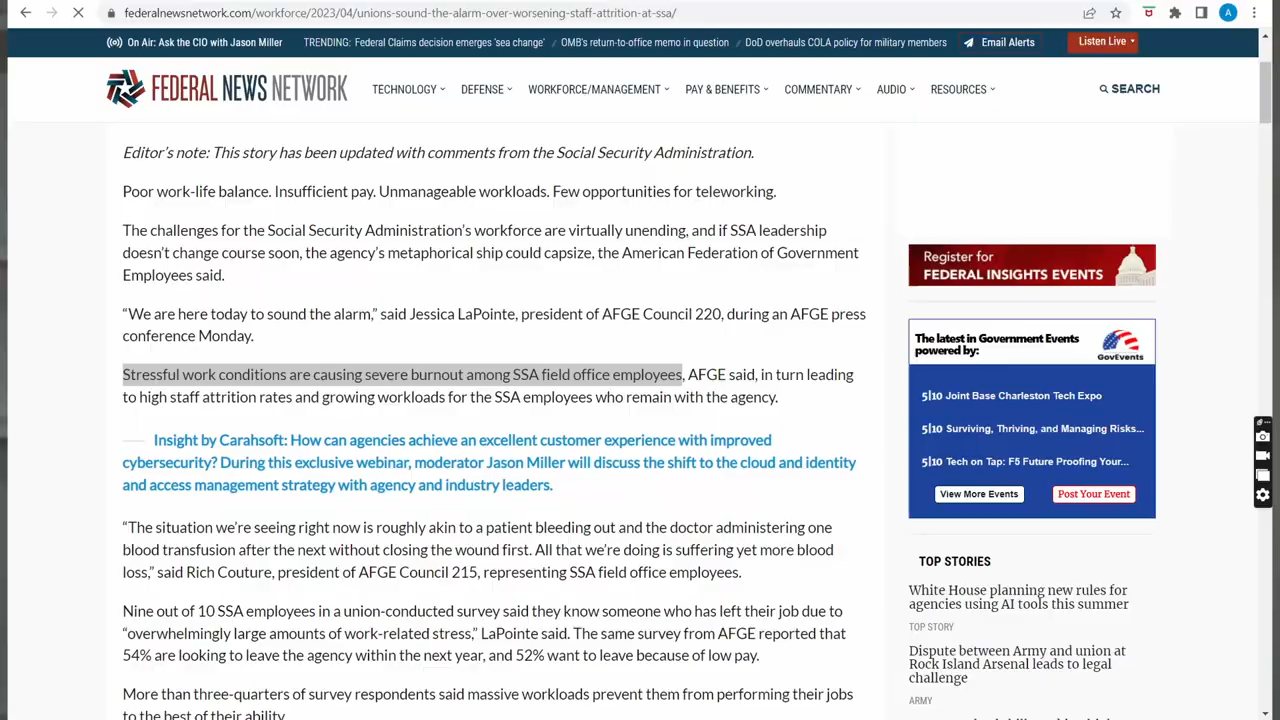 federalnewsnetwork.com/workforce/2023/04/unions-sound-the-alarm-over-worsening-staff-attrition-at-ssa/
A
On Air: Ask the CIO with Jason Miller
TRENDING: Federal Claims decision emerges 'sea change' / OMB's return-to-office memo in question / DoD overhauls COLA policy for military members
Email Alerts
Listen Live
FEDERAL NEWS NETWORK
TECHNOLOGY
DEFENSE
WORKFORCE/MANAGEMENT
PAY & BENEFITS
COMMENTARY
AUDIO
RESOURCES
SEARCH
Editor's note: This story has been updated with comments from the Social Security Administration.
Poor work-life balance. Insufficient pay. Unmanageable workloads. Few opportunities for teleworking.
The challenges for the Social Security Administration's workforce are virtually unending, and if SSA leadership
doesn't change course soon, the agency's metaphorical ship could capsize, the American Federation of Government
Employees said.
“We are here today to sound the alarm,” said Jessica LaPointe, president of AFGE Council 220, during an AFGE press
conference Monday.
Stressful work conditions are causing severe burnout among SSA field office employees, AFGE said, in turn leading
to high staff attrition rates and growing workloads for the SSA employees who remain with the agency.
Insight by Carahsoft: How can agencies achieve an excellent customer experience with improved
cybersecurity? During this exclusive webinar, moderator Jason Miller will discuss the shift to the cloud and identity
and access management strategy with agency and industry leaders.
“The situation we're seeing right now is roughly akin to a patient bleeding out and the doctor administering one
blood transfusion after the next without closing the wound first. All that we're doing is suffering yet more blood
loss,” said Rich Couture, president of AFGE Council 215, representing SSA field office employees.
Nine out of 10 SSA employees in a union-conducted survey said they know someone who has left their job due to
“overwhelmingly large amounts of work-related stress,” LaPointe said. The same survey from AFGE reported that
54% are looking to leave the agency within the next year, and 52% want to leave because of low pay.
More than three-quarters of survey respondents said massive workloads prevent them from performing their jobs
to the best of their ability.
Register for
FEDERAL INSIGHTS EVENTS
The latest in Government Events
powered by:
GovEvents
5|10 Joint Base Charleston Tech Expo
5|10 Surviving, Thriving, and Managing Risks...
5|10 Tech on Tap: F5 Future Proofing Your...
View More Events
Post Your Event
TOP STORIES
White House planning new rules for
agencies using AI tools this summer
TOP STORY
Dispute between Army and union at
Rock Island Arsenal leads to legal
challenge
ARMY